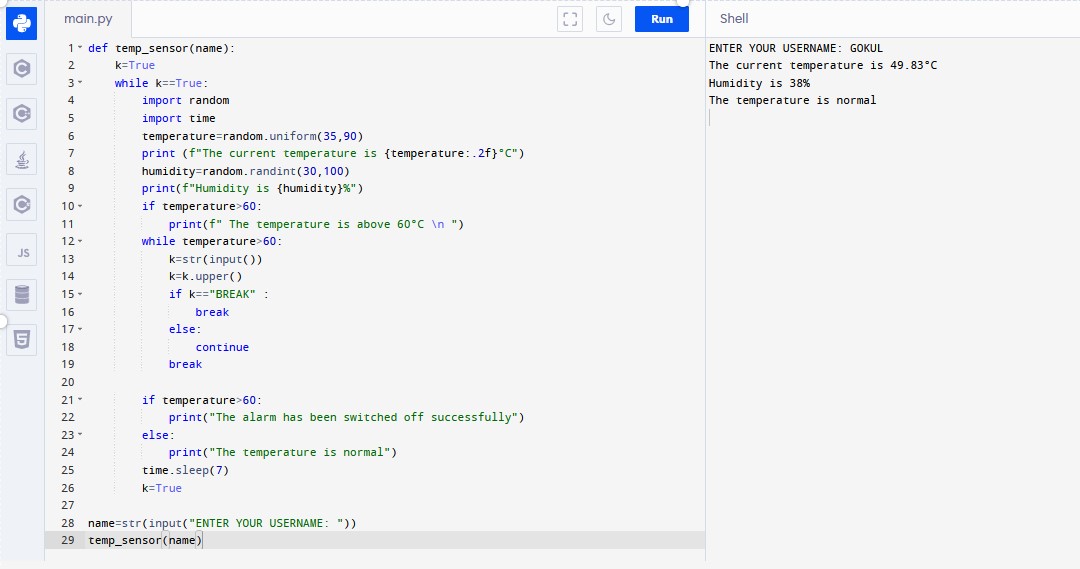 main.py
Run
Shell
1 def temp_sensor(name):
2 k=True
3 while k==True:
4 import random
5 import time
6 temperature=random.uniform(35,90)
7 print (f"The current temperature is {temperature:.2f}°C")
8 humidity=random.randint(30,100)
9 print(f"Humidity is {humidity}%")
10 if temperature>60:
11 print(f" The temperature is above 60°C \n ")
12 while temperature>60:
13 k=str(input())
14 k=k.upper()
15 if k=="BREAK" :
16 break
17 else:
18 continue
19 break
20
21 if temperature>60:
22 print("The alarm has been switched off successfully")
23 else:
24 print("The temperature is normal")
25 time.sleep(7)
26 k=True
27
28 name=str(input("ENTER YOUR USERNAME: "))
29 temp_sensor(name)
ENTER YOUR USERNAME: GOKUL
The current temperature is 49.83°C
Humidity is 38%
The temperature is normal
JS